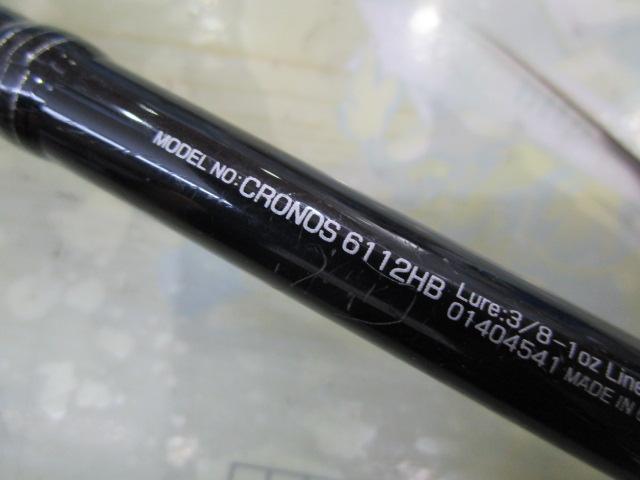 MODEL NO: CRONOS 6112HB Lure:3/8-1oz Line
01404541 MADE IN